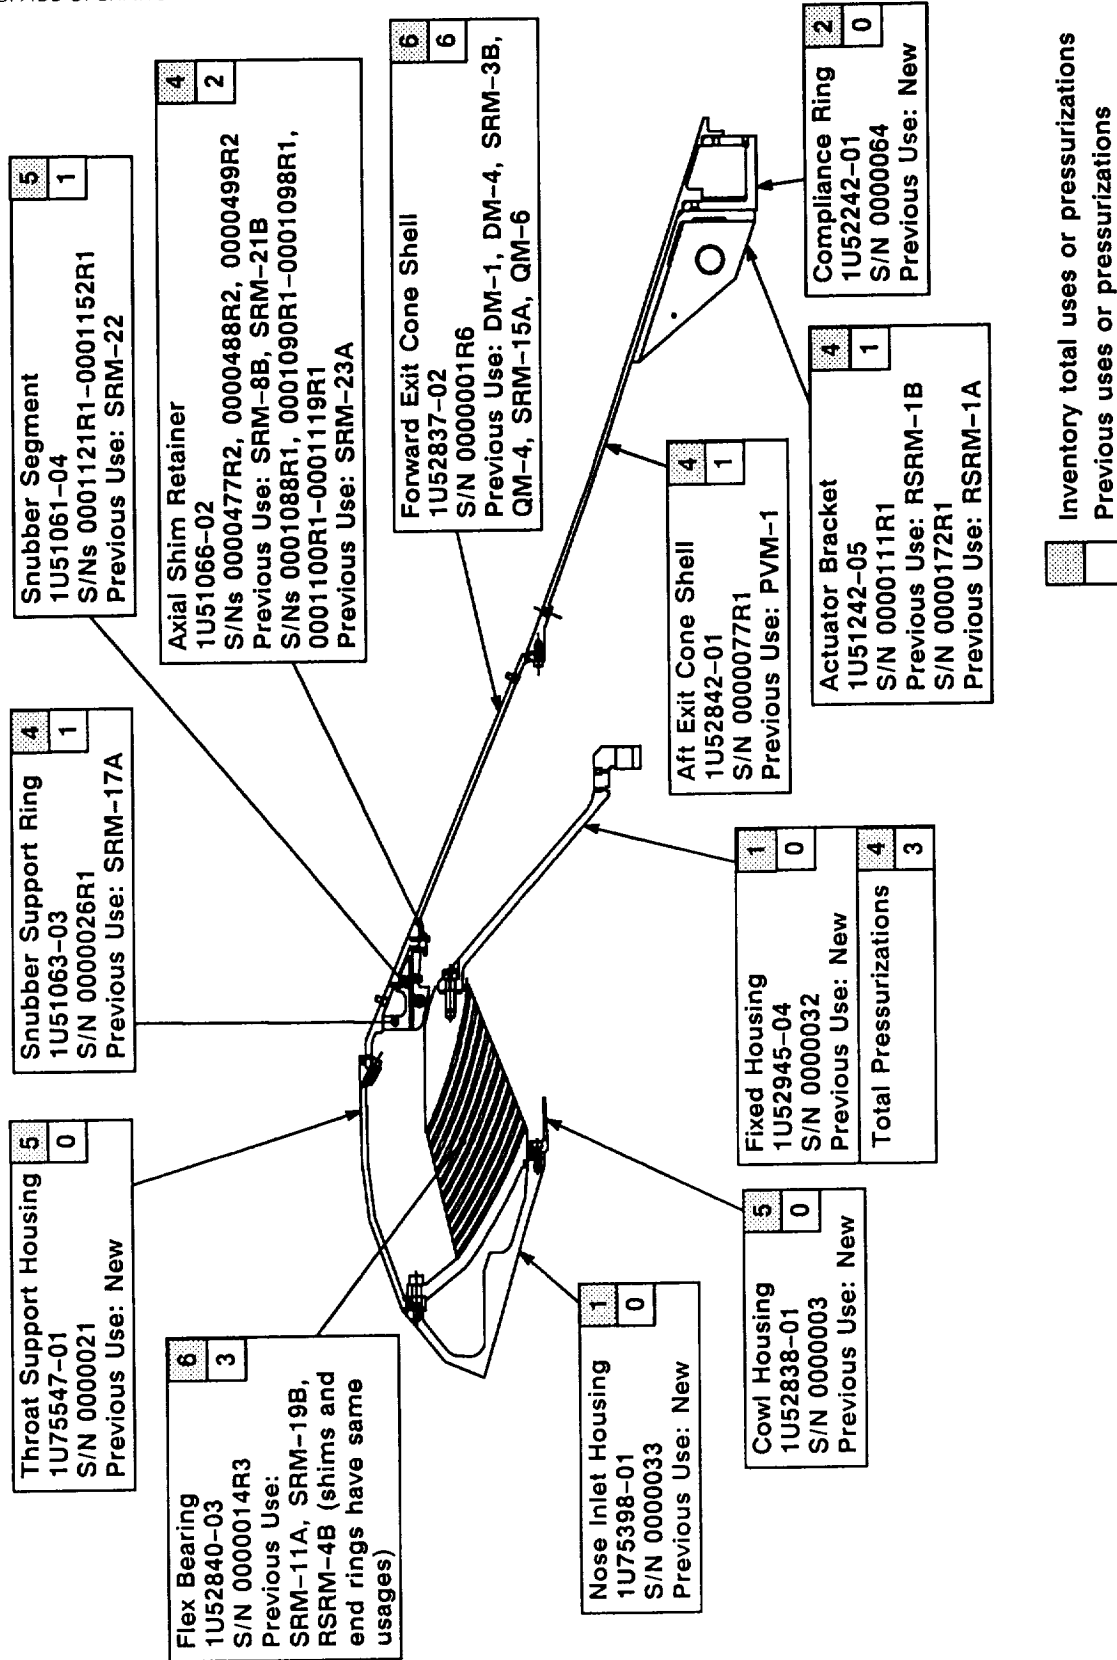 Throat Support Housing
1U75547-01
S/N 0000021
Previous Use: New
5
0
Snubber Support Ring
1U51063-03
S/N 0000026R1
Previous Use: SRM-17A
4
1
Snubber Segment
1U51061-04
S/Ns 0001121R1-0001152R1
Previous Use: SRM-22
5
1
Flex Bearing
1U52840-03
S/N 0000014R3
Previous Use:
SRM-11A, SRM-19B,
RSRM-4B (shims and
end rings have same
usages)
6
3
Axial Shim Retainer
1U51066-02
S/Ns 0000477R2, 0000488R2, 0000499R2
Previous Use: SRM-8B, SRM-21B
S/Ns 0001088R1, 0001090R1-0001098R1,
0001100R1-0001119R1
Previous Use: SRM-23A
4
2
Forward Exit Cone Shell
1U52837-02
S/N 0000001R6
Previous Use: DM-1, DM-4, SRM-3B,
QM-4, SRM-15A, QM-6
6
6
Nose Inlet Housing
1U75398-01
S/N 0000033
Previous Use: New
1
0
Cowl Housing
1U52838-01
S/N 0000003
Previous Use: New
5
0
Fixed Housing
1U52945-04
S/N 0000032
Previous Use: New
1
0
Total Pressurizations
4
3
Aft Exit Cone Shell
1U52842-01
S/N 0000077R1
Previous Use: PVM-1
4
1
Actuator Bracket
1U51242-05
S/N 0000111R1
Previous Use: RSRM-1B
S/N 0000172R1
Previous Use: RSRM-1A
4
1
Compliance Ring
1U52242-01
S/N 0000064
Previous Use: New
2
0
Inventory total uses or pressurizations
Previous uses or pressurizations